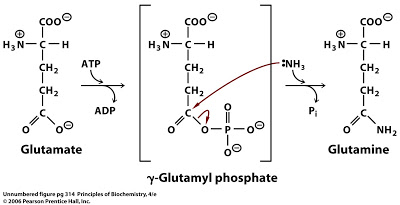 COO⊖
H₃N⊕—C—H
CH₂
CH₂
C
O O⊖
Glutamate
ATP
ADP
COO⊖
H₃N⊕—C—H
CH₂
CH₂
C
O O—P—O⊖
O
O⊖
γ-Glutamyl phosphate
:NH₃
Pi
COO⊖
H₃N⊕—C—H
CH₂
CH₂
C
O NH₂
Glutamine
Unnumbered figure pg 314 Principles of Biochemistry, 4/e
© 2006 Pearson Prentice Hall, Inc.